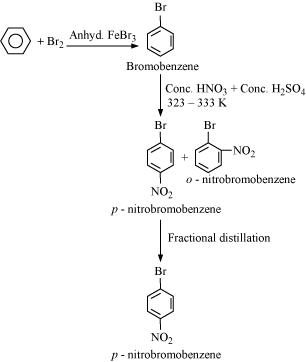 Br
+ Br₂ Anhyd. FeBr₃
Bromobenzene
Conc. HNO₃ + Conc. H₂SO₄
323 – 333 K
Br Br
+ NO₂
NO₂ o - nitrobromobenzene
p - nitrobromobenzene
Fractional distillation
Br
NO₂
p - nitrobromobenzene